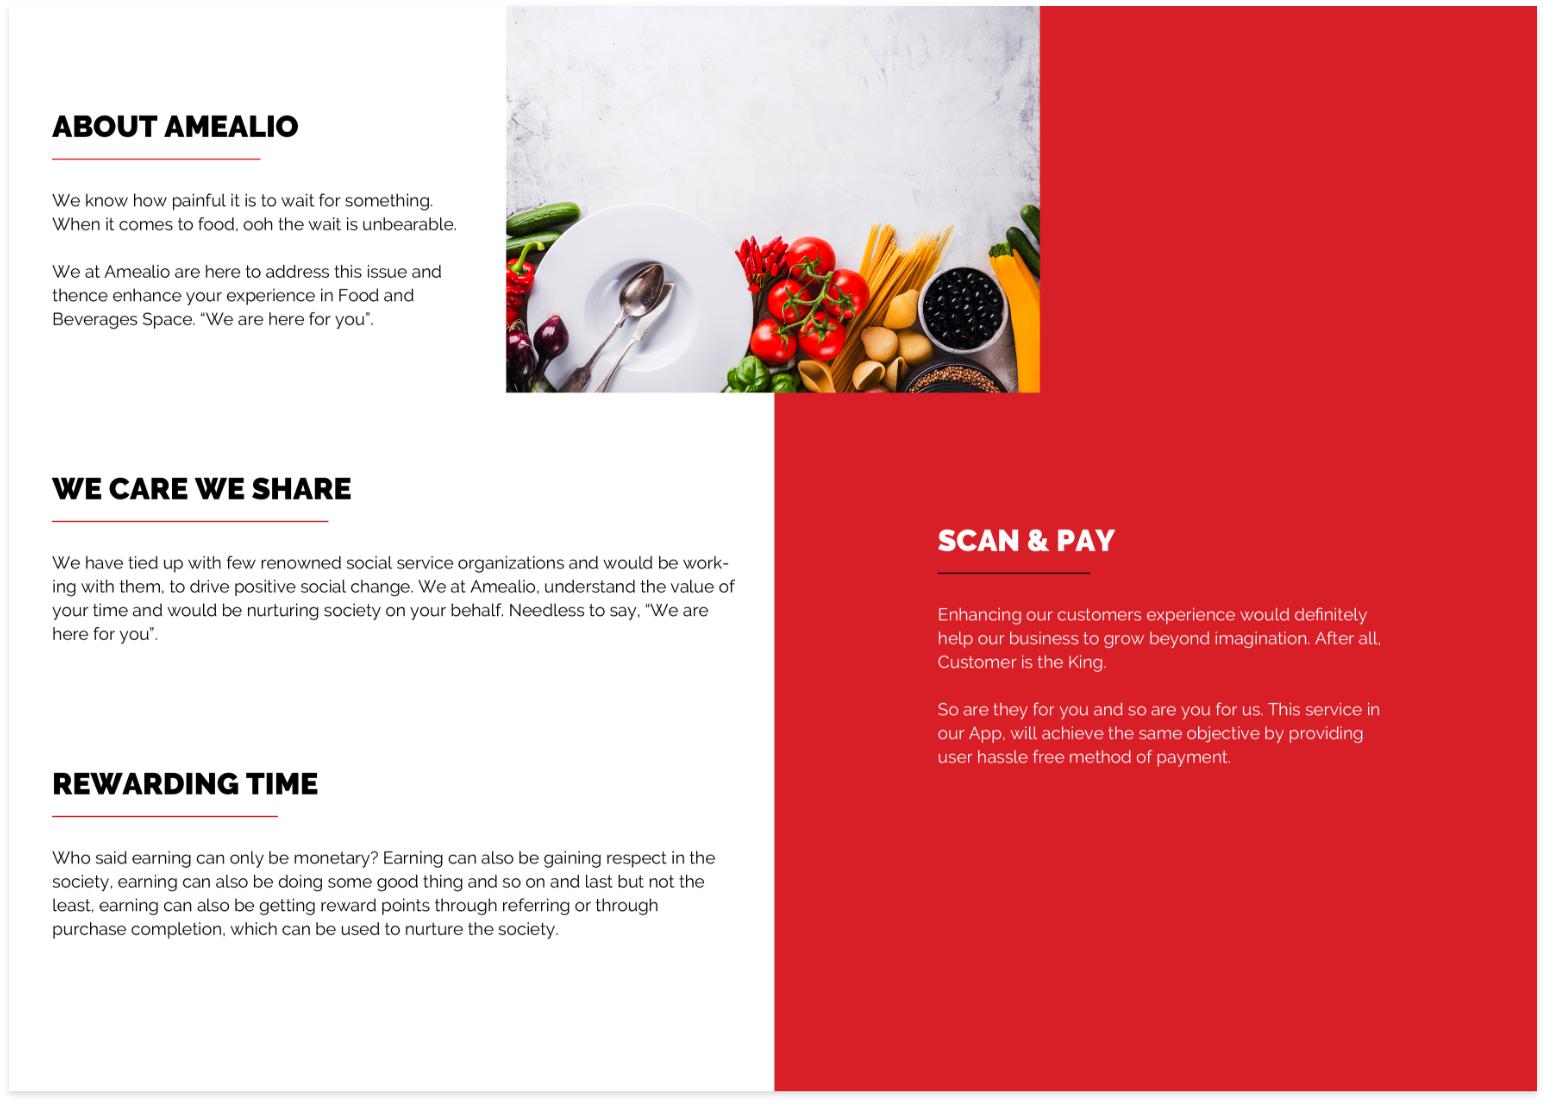 ABOUT AMEALIO
We know how painful it is to wait for something.
When it comes to food, ooh the wait is unbearable.
We at Amealio are here to address this issue and
thence enhance your experience in Food and
Beverages Space. “We are here for you”.
WE CARE WE SHARE
We have tied up with few renowned social service organizations and would be work-
ing with them, to drive positive social change. We at Amealio, understand the value of
your time and would be nurturing society on your behalf. Needless to say, “We are
here for you”.
REWARDING TIME
Who said earning can only be monetary? Earning can also be gaining respect in the
society, earning can also be doing some good thing and so on and last but not the
least, earning can also be getting reward points through referring or through
purchase completion, which can be used to nurture the society.
SCAN & PAY
Enhancing our customers experience would definitely
help our business to grow beyond imagination. After all,
Customer is the King.
So are they for you and so are you for us. This service in
our App, will achieve the same objective by providing
user hassle free method of payment.